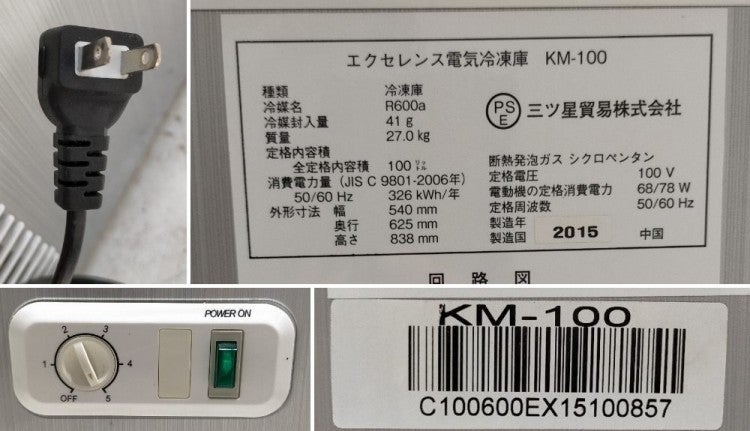 エクセレンス電気冷凍庫 KM-100
種類 冷凍庫
冷媒名 R600a
冷媒封入量 41 g
質量 27.0 kg
定格内容積
全定格内容積 100 リットル
消費電力量 (JIS C 9801-2006年)
50/60 Hz 326 kWh/年
外形寸法 幅 540 mm
奥行 625 mm
高さ 838 mm
PS
E
三ツ星貿易株式会社
断熱発泡ガス シクロペンタン
定格電圧 100 V
電動機の定格消費電力 68/78 W
定格周波数 50/60 Hz
製造年 2015
製造国 中国
回路図
POWER ON
OFF
1
2
3
4
5
KM-100
C100600EX15100857